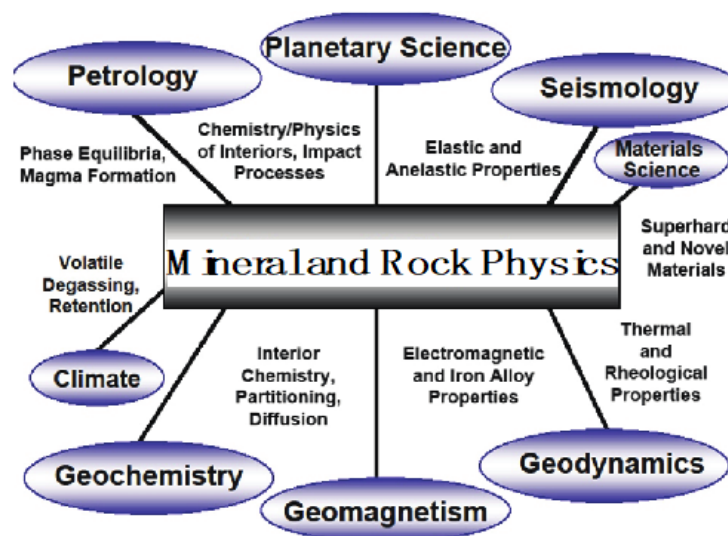 Planetary Science
Petrology
Seismology
Chemistry/Physics
of Interiors, Impact
Processes
Elastic and
Anelastic Properties
Materials
Science
Phase Equilibria,
Magma Formation
Mineral and Rock Physics
Superhard
and Novel
Materials
Volatile
Degassing,
Retention
Thermal
and
Rheological
Properties
Interior
Chemistry,
Partitioning,
Diffusion
Electromagnetic
and Iron Alloy
Properties
Climate
Geochemistry
Geomagnetism
Geodynamics